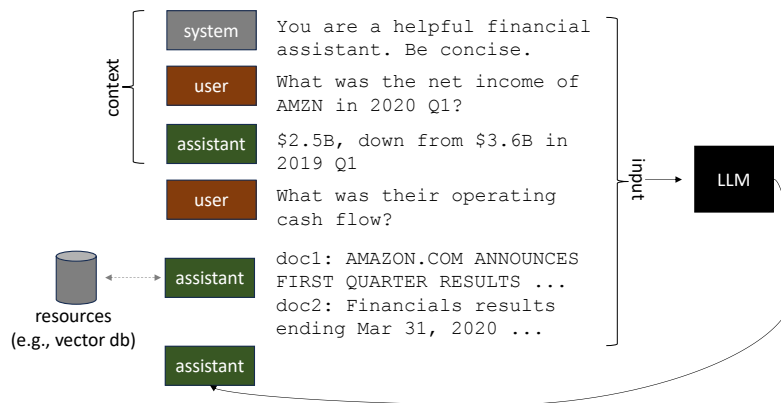 system
You are a helpful financial
assistant. Be concise.
context
user
What was the net income of
AMZN in 2020 Q1?
assistant
$2.5B, down from $3.6B in
2019 Q1
user
What was their operating
cash flow?
input
LLM
assistant
doc1: AMAZON.COM ANNOUNCES
FIRST QUARTER RESULTS ...
doc2: Financials results
ending Mar 31, 2020 ...
resources
(e.g., vector db)
assistant